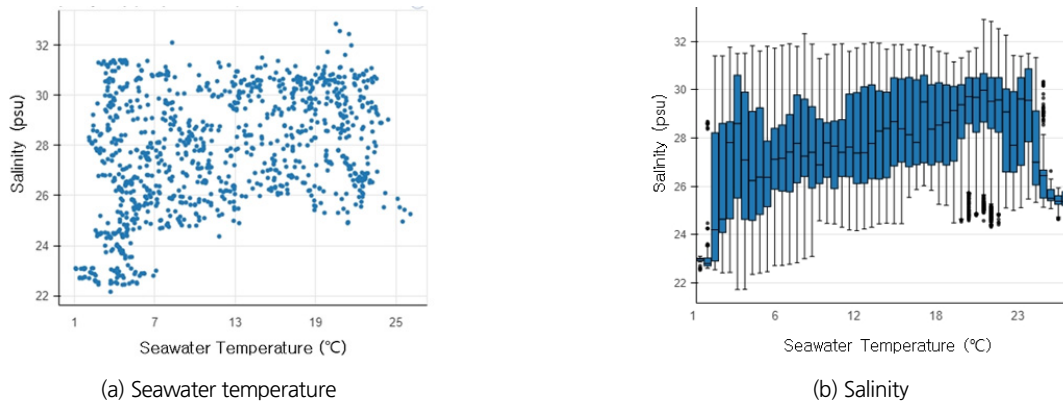 32
30
28
26
24
22
Salinity (psu)
1 7 13 19 25
Seawater Temperature (℃)
(a) Seawater temperature
32
30
28
26
24
22
Salinity (psu)
1 6 12 18 23
Seawater Temperature (℃)
(b) Salinity